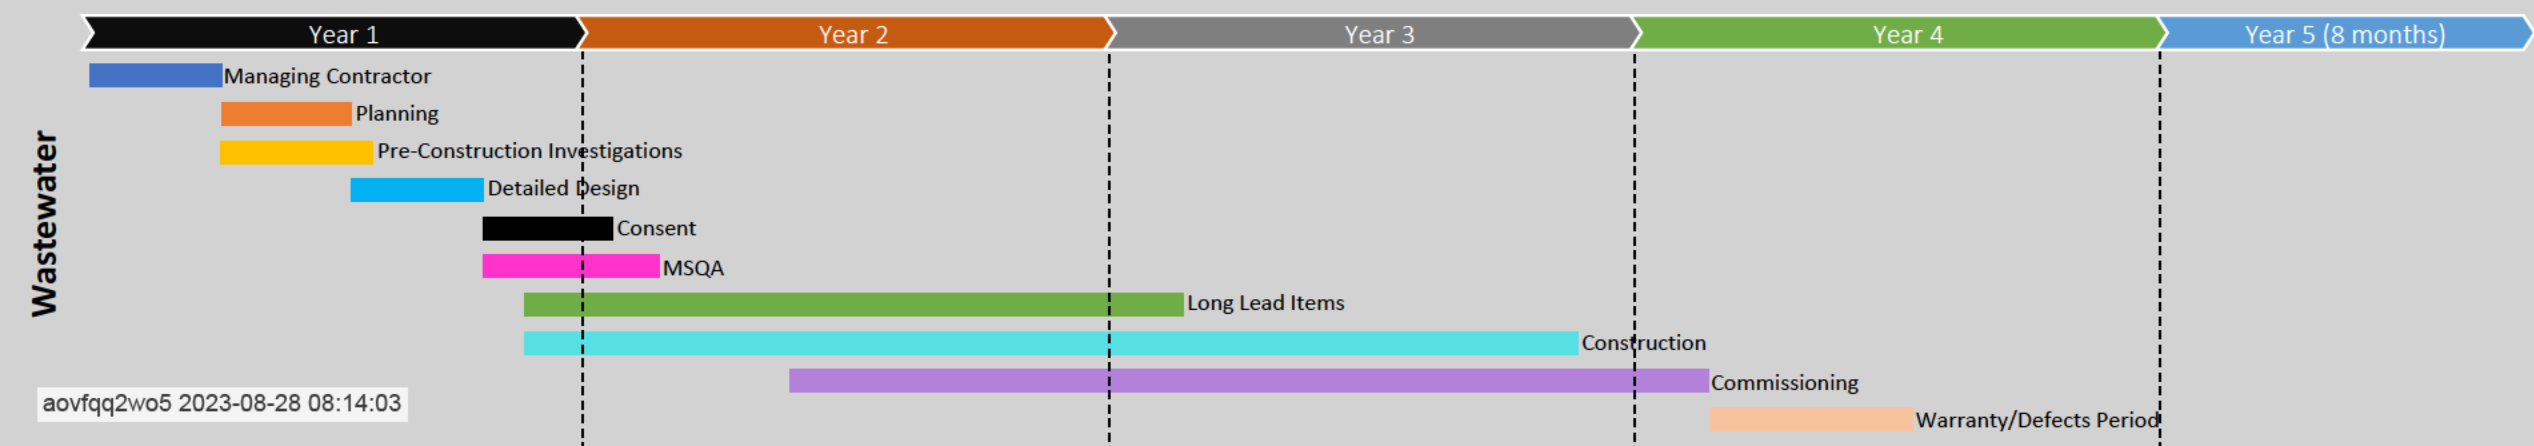 Year 1
Year 2
Year 3
Year 4
Year 5 (8 months)
Wastewater
Managing Contractor
Planning
Pre-Construction Investigations
Detailed Design
Consent
MSQA
Long Lead Items
Construction
Commissioning
Warranty/Defects Period
aovfqq2wo5 2023-08-28 08:14:03